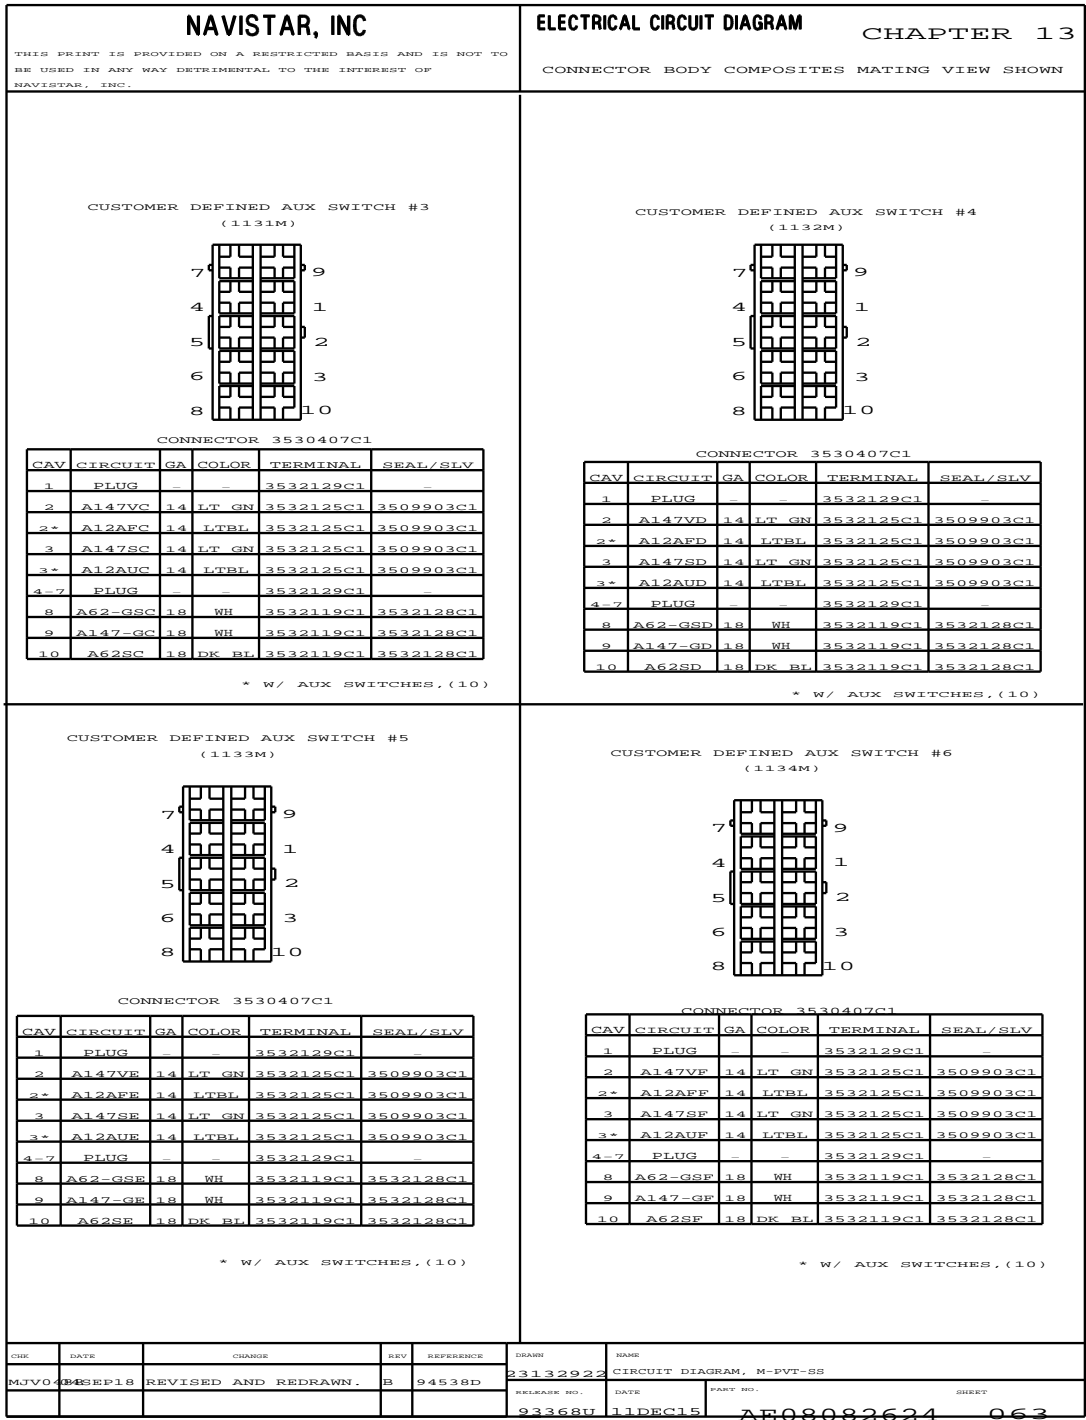 NAVISTAR, INC
THIS PRINT IS PROVIDED ON A RESTRICTED BASIS AND IS NOT TO
BE USED IN ANY WAY DETRIMENTAL TO THE INTEREST OF
NAVISTAR, INC.
ELECTRICAL CIRCUIT DIAGRAM
CHAPTER 13
CONNECTOR BODY COMPOSITES MATING VIEW SHOWN
CUSTOMER DEFINED AUX SWITCH #3
(1131M)
7 9
4 1
5 2
6 3
8 10
CONNECTOR 3530407C1
CAV CIRCUIT GA COLOR TERMINAL SEAL/SLV
1 PLUG – – 3532129C1 –
2 A147VC 14 LT GN 3532125C1 3509903C1
2* A12AFC 14 LTBL 3532125C1 3509903C1
3 A147SC 14 LT GN 3532125C1 3509903C1
3* A12AUC 14 LTBL 3532125C1 3509903C1
4-7 PLUG – – 3532129C1 –
8 A62-GSC 18 WH 3532119C1 3532128C1
9 A147-GC 18 WH 3532119C1 3532128C1
10 A62SC 18 DK BL 3532119C1 3532128C1
* W/ AUX SWITCHES,(10)
CUSTOMER DEFINED AUX SWITCH #4
(1132M)
7 9
4 1
5 2
6 3
8 10
CONNECTOR 3530407C1
CAV CIRCUIT GA COLOR TERMINAL SEAL/SLV
1 PLUG – – 3532129C1 –
2 A147VD 14 LT GN 3532125C1 3509903C1
2* A12AFD 14 LTBL 3532125C1 3509903C1
3 A147SD 14 LT GN 3532125C1 3509903C1
3* A12AUD 14 LTBL 3532125C1 3509903C1
4-7 PLUG – – 3532129C1 –
8 A62-GSD 18 WH 3532119C1 3532128C1
9 A147-GD 18 WH 3532119C1 3532128C1
10 A62SD 18 DK BL 3532119C1 3532128C1
* W/ AUX SWITCHES,(10)
CUSTOMER DEFINED AUX SWITCH #5
(1133M)
7 9
4 1
5 2
6 3
8 10
CONNECTOR 3530407C1
CAV CIRCUIT GA COLOR TERMINAL SEAL/SLV
1 PLUG – – 3532129C1 –
2 A147VE 14 LT GN 3532125C1 3509903C1
2* A12AFE 14 LTBL 3532125C1 3509903C1
3 A147SE 14 LT GN 3532125C1 3509903C1
3* A12AUE 14 LTBL 3532125C1 3509903C1
4-7 PLUG – – 3532129C1 –
8 A62-GSE 18 WH 3532119C1 3532128C1
9 A147-GE 18 WH 3532119C1 3532128C1
10 A62SE 18 DK BL 3532119C1 3532128C1
* W/ AUX SWITCHES,(10)
CUSTOMER DEFINED AUX SWITCH #6
(1134M)
7 9
4 1
5 2
6 3
8 10
CONNECTOR 3530407C1
CAV CIRCUIT GA COLOR TERMINAL SEAL/SLV
1 PLUG – – 3532129C1 –
2 A147VF 14 LT GN 3532125C1 3509903C1
2* A12AFF 14 LTBL 3532125C1 3509903C1
3 A147SF 14 LT GN 3532125C1 3509903C1
3* A12AUF 14 LTBL 3532125C1 3509903C1
4-7 PLUG – – 3532129C1 –
8 A62-GSF 18 WH 3532119C1 3532128C1
9 A147-GF 18 WH 3532119C1 3532128C1
10 A62SF 18 DK BL 3532119C1 3532128C1
* W/ AUX SWITCHES,(10)
CHK DATE CHANGE REV REFERENCE
REVISED AND REDRAWN. B 94538D
DRAWN NAME
23132922 CIRCUIT DIAGRAM, M-PVT-SS
RELEASE NO. DATE PART NO. SHEET
93368U 11DEC15 AE08082624 063